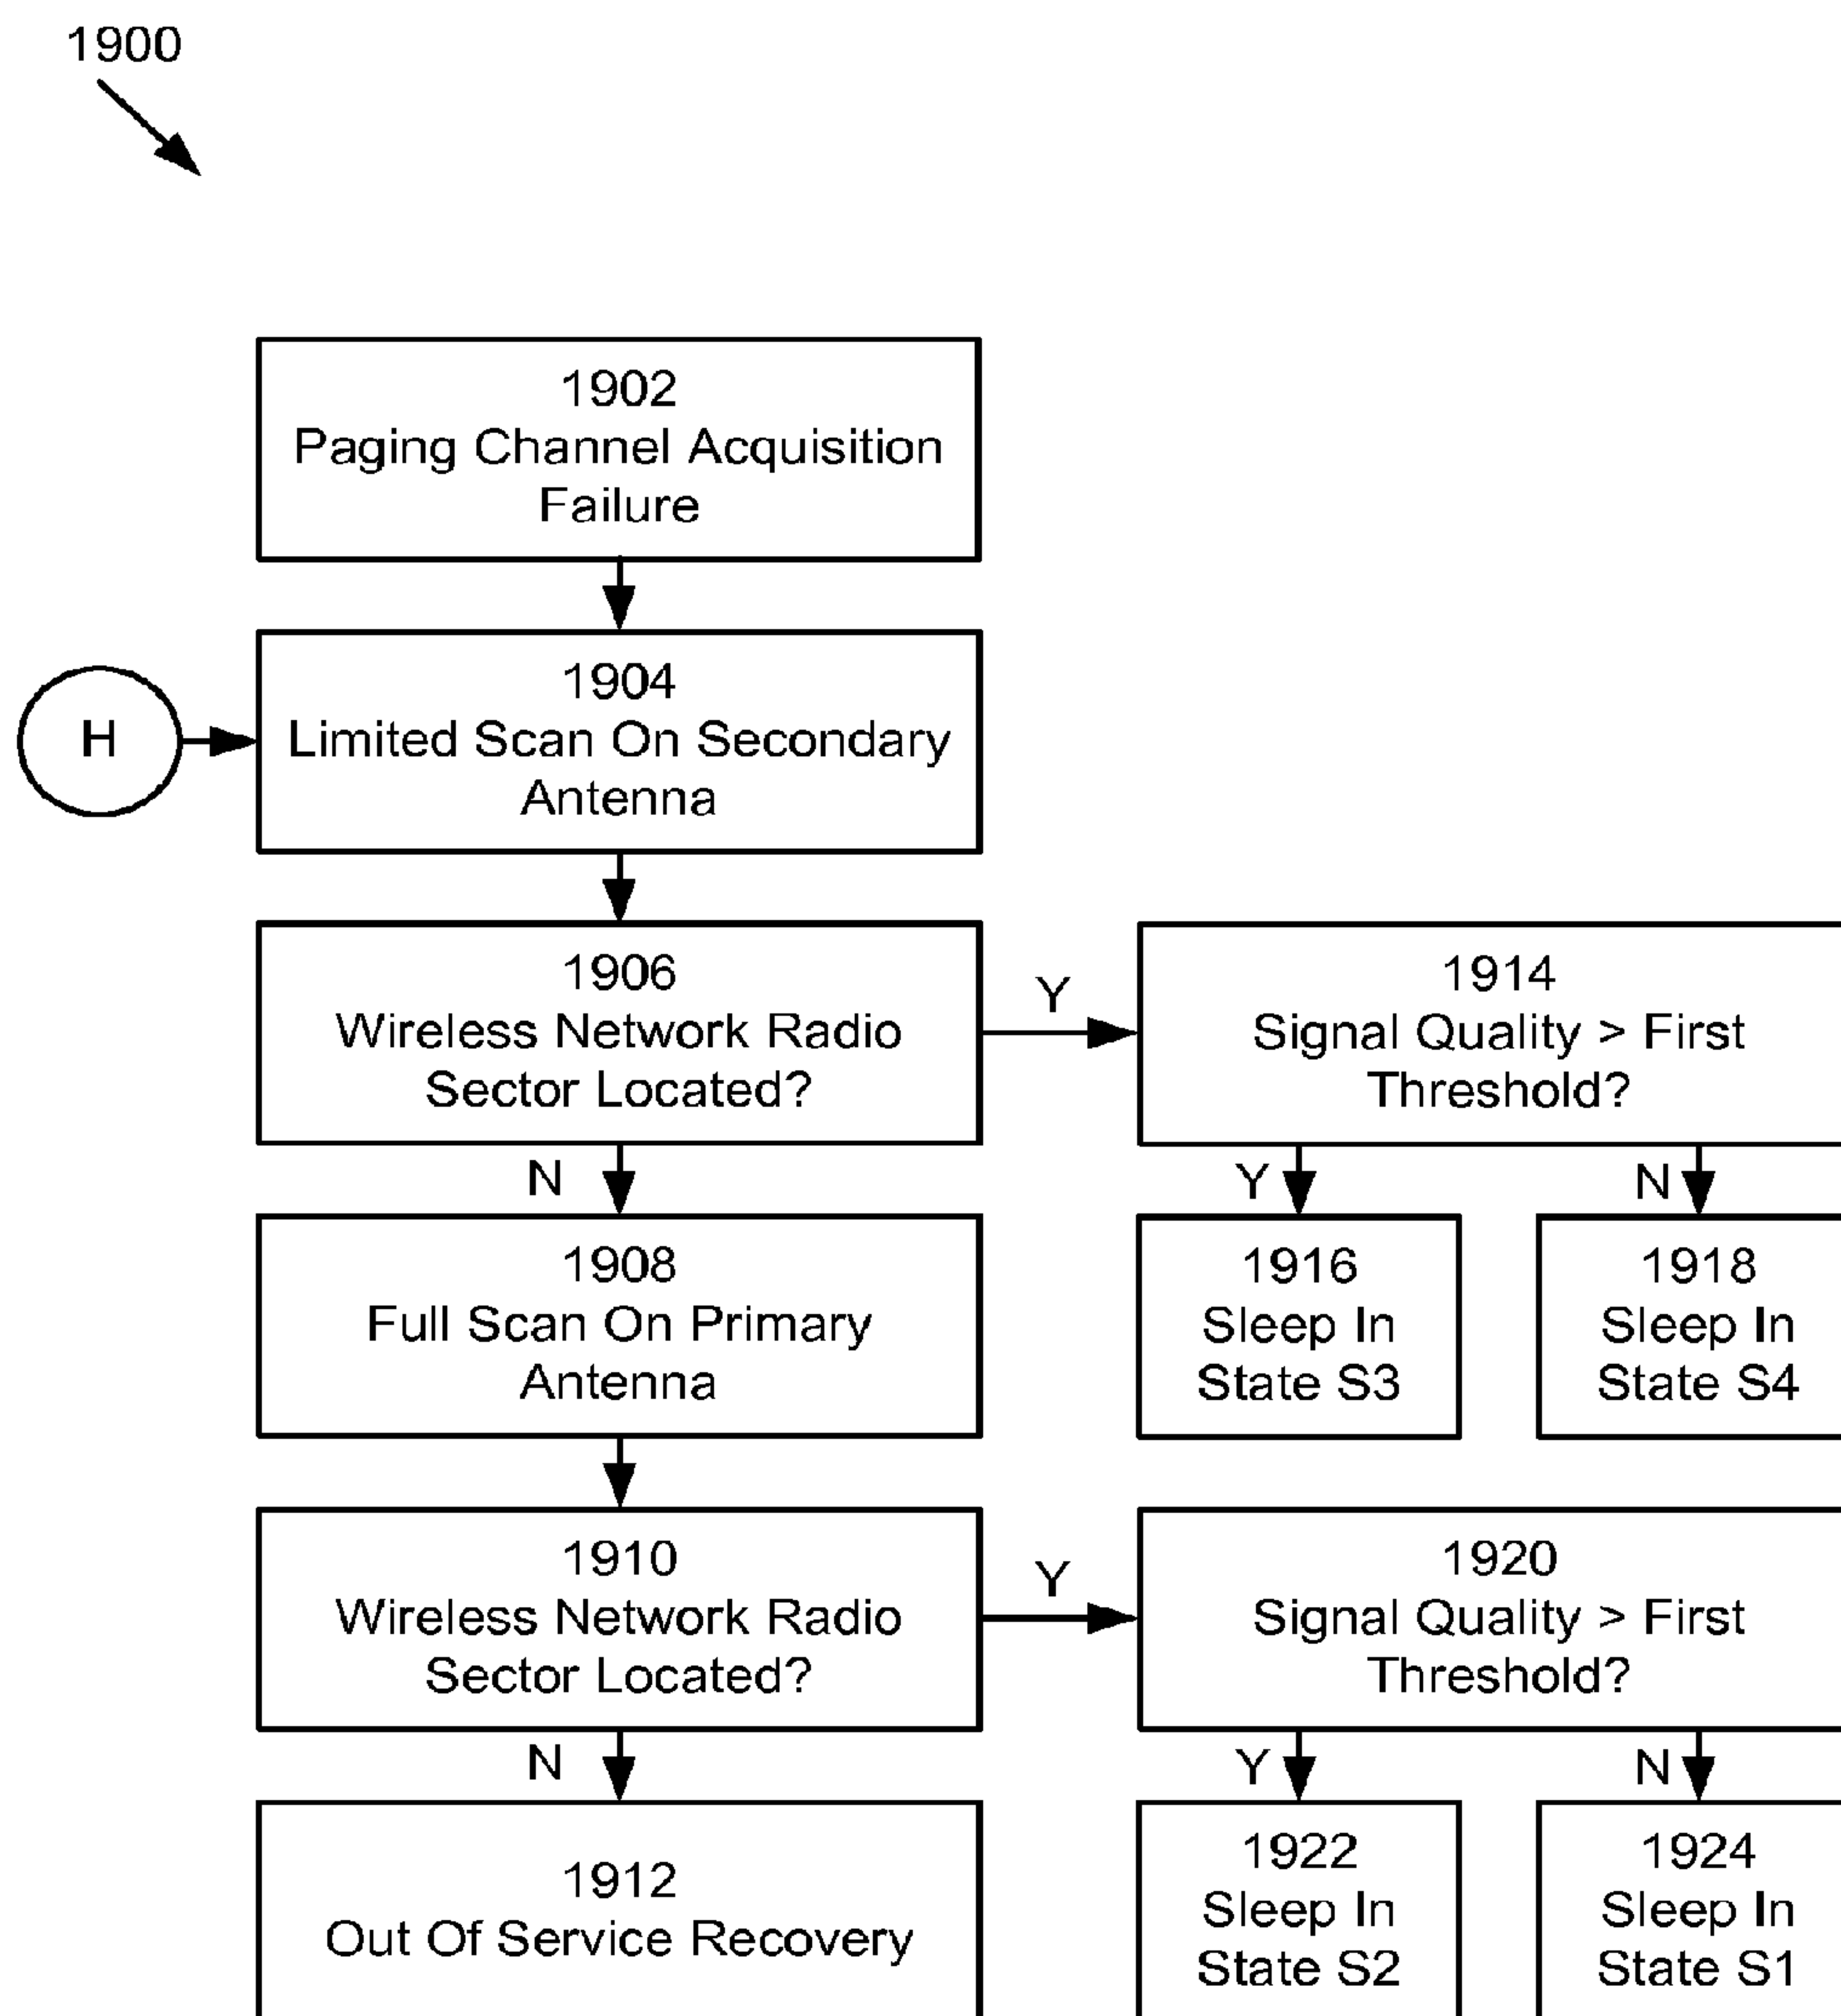 1900
1902
Paging Channel Acquisition
Failure
H
1904
Limited Scan On Secondary
Antenna
1906
Wireless Network Radio
Sector Located?
Y
1914
Signal Quality > First
Threshold?
N
Y
N
1908
Full Scan On Primary
Antenna
1916
Sleep In
State S3
1918
Sleep In
State S4
1910
Wireless Network Radio
Sector Located?
Y
1920
Signal Quality > First
Threshold?
N
Y
N
1912
Out Of Service Recovery
1922
Sleep In
State S2
1924
Sleep In
State S1